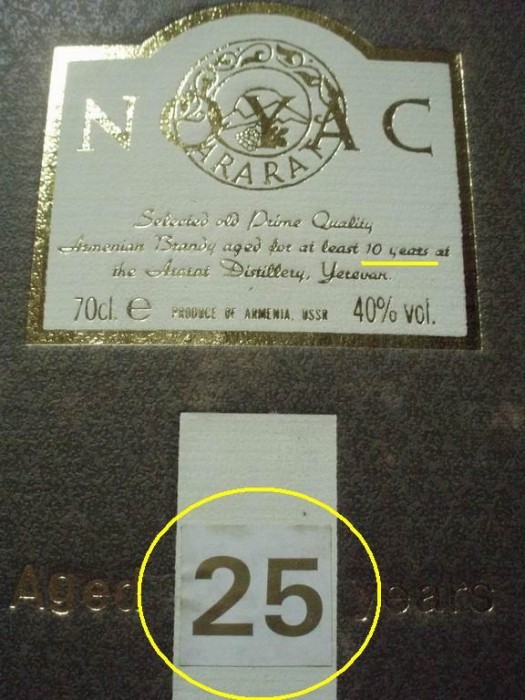 NOYAC
ARARAT
Selected old Prime Quality
Armenian Brandy aged for at least 10 years at
the Ararat Distillery, Yerevan.
70cl. e PRODUCE OF ARMENIA, USSR 40% vol.
Aged 25 years